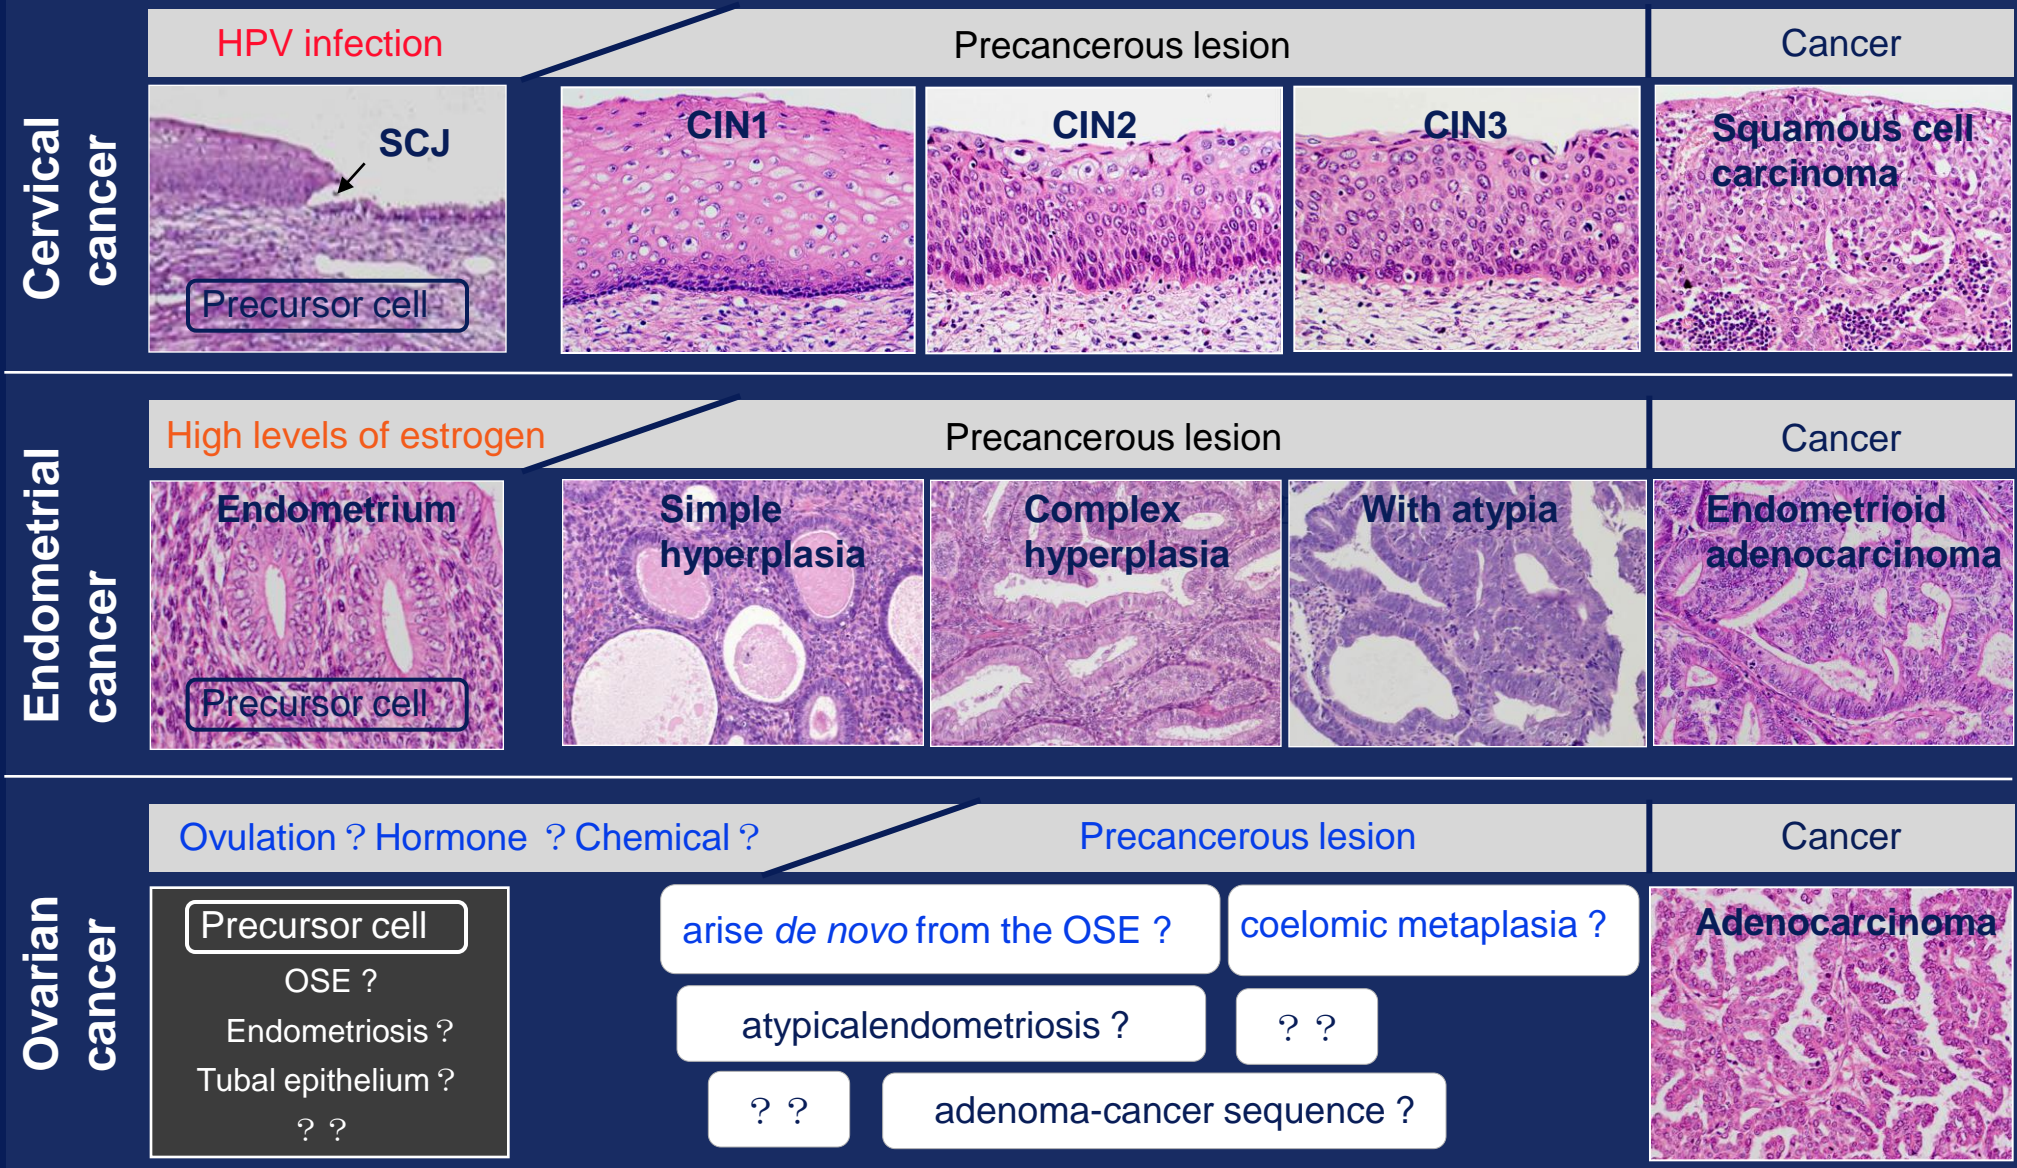 Cervical
cancer
HPV infection
Precancerous lesion
Cancer
SCJ
Precursor cell
CIN1
CIN2
CIN3
Squamous cell
carcinoma
Endometrial
cancer
High levels of estrogen
Precancerous lesion
Cancer
Endometrium
Precursor cell
Simple
hyperplasia
Complex
hyperplasia
With atypia
Endometrioid
adenocarcinoma
Ovarian
cancer
Ovulation ? Hormone ? Chemical ?
Precancerous lesion
Cancer
Precursor cell
OSE ?
Endometriosis ?
Tubal epithelium ?
? ?
arise de novo from the OSE ?
coelomic metaplasia ?
atypicalendometriosis ?
? ?
? ?
adenoma-cancer sequence ?
Adenocarcinoma